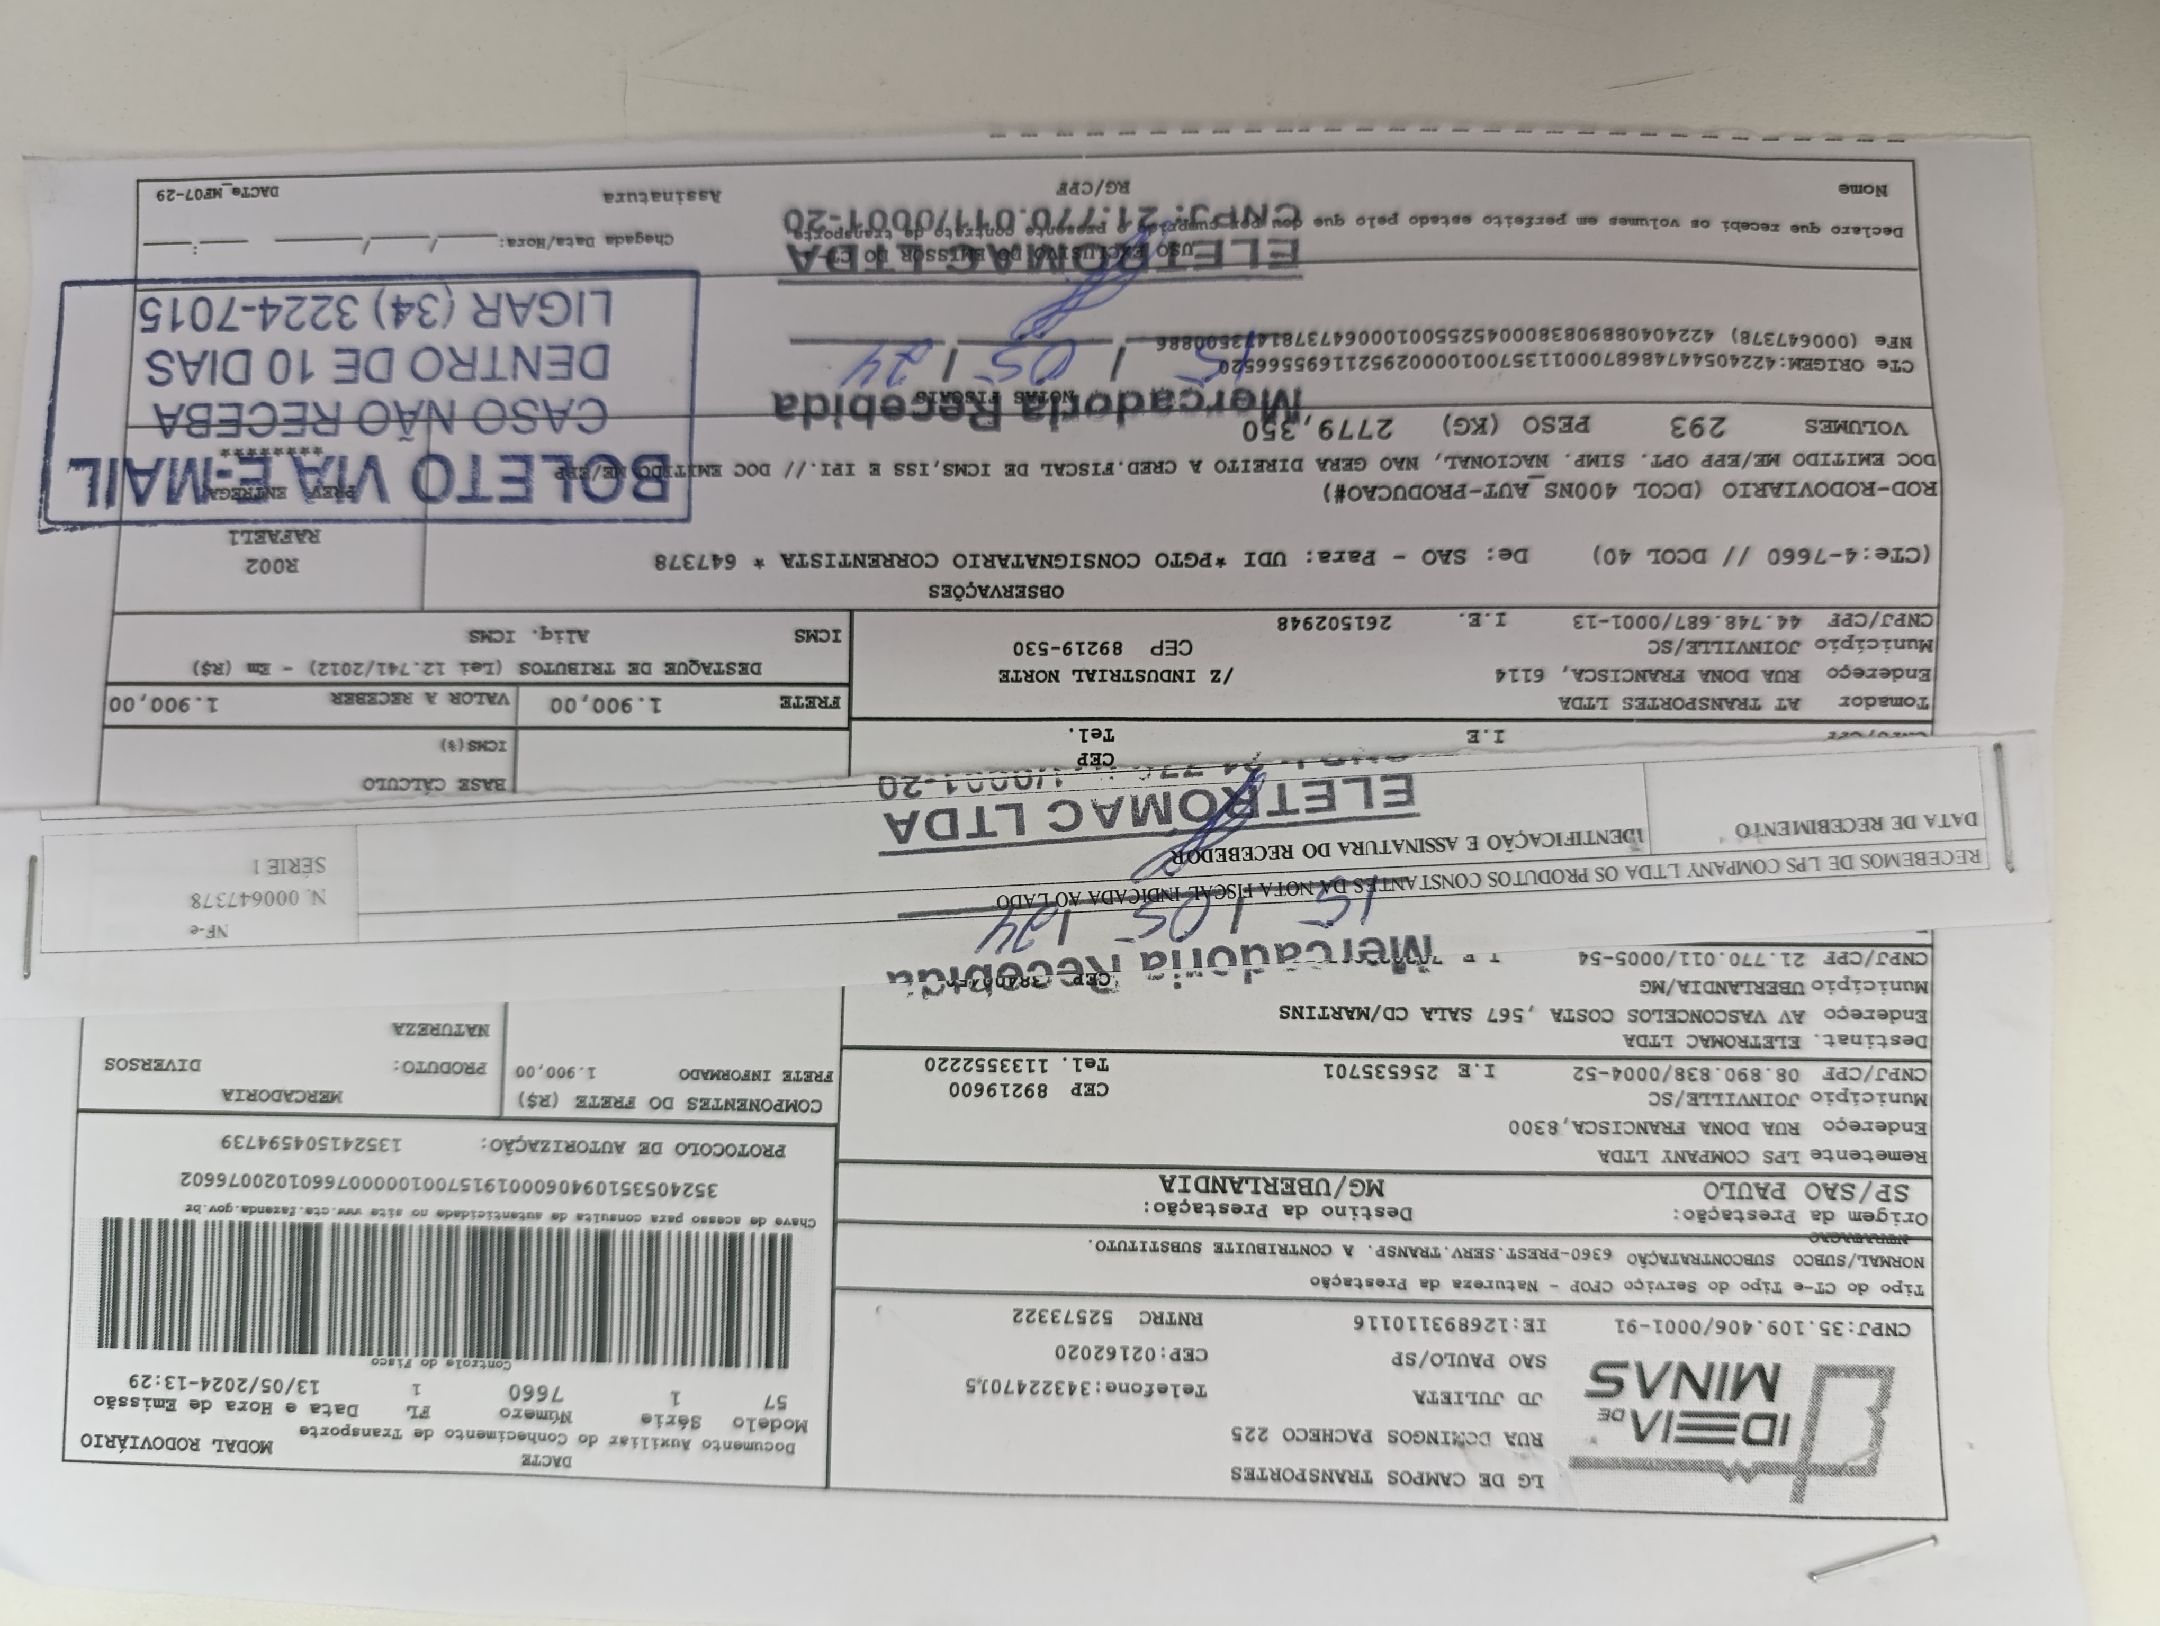 IDEIA DE
MINAS
LG DE CAMPOS TRANSPORTES
RUA DOMINGOS PACHECO 225
JD JULIETA Telefone:3432247015
SAO PAULO/SP CEP:02162020
CNPJ:35.109.406/0001-91 IE:126893110116 RNTRC 52573322
DACTE
Documento Auxiliar do Conhecimento de Transporte
MODAL RODOVIÁRIO
Modelo Série Número FL Data e Hora de Emissão
57 1 7660 1 13/05/2024-13:29
Controle do Fisco
Chave de acesso para consulta de autenticidade no site www.cte.fazenda.gov.br
PROTOCOLO DE AUTORIZAÇÃO: 135241504594739
Tipo do CT-e Tipo do Serviço CFOP - Natureza da Prestação
NORMAL/SUBCO SUBCONTRATAÇÃO 6360-PREST.SERV.TRANSP. A CONTRIBUITE SUBSTITUTO.
Origem da Prestação: Destino da Prestação:
SP/SAO PAULO MG/UBERLANDIA
Remetente LPS COMPANY LTDA
Endereço RUA DONA FRANCISCA,8300
Município JOINVILLE/SC CEP 89219600
CNPJ/CPF 08.890.838/0004-52 I.E 256535701 Tel. 1133552220
COMPONENTES DO FRETE (R$) MERCADORIA
FRETE INFORMADO 1.900,00 PRODUTO: DIVERSOS
NATUREZA
Destinat. ELETROMAC LTDA
Endereço AV VASCONCELOS COSTA ,567 SALA CD/MARTINS
Município UBERLANDIA/MG
CNPJ/CPF 21.770.011/0005-54
Mercadoria Recebida
15 / 05 / 24
RECEBEMOS DE LPS COMPANY LTDA OS PRODUTOS CONSTANTES DA NOTA FISCAL INDICADA AO LADO
DATA DE RECEBIMENTO IDENTIFICAÇÃO E ASSINATURA DO RECEBEDOR
NF-e
N. 000647378
SÉRIE 1
ELETROMAC LTDA
CEP
I.E Tel.
BASE CÁLCULO
ICMS(%)
Tomador AT TRANSPORTES LTDA
Endereço RUA DONA FRANCISCA, 6114 /Z INDUSTRIAL NORTE
Município JOINVILLE/SC CEP 89219-530
CNPJ/CPF 44.748.687/0001-13 I.E. 261502948
FRETE 1.900,00 VALOR A RECEBER 1.900,00
DESTAQUE DE TRIBUTOS (Lei 12.741/2012) - Em (R$)
ICMS Aliq. ICMS
OBSERVAÇÕES
(CTe:4-7660 // DCOL 40) De: SAO - Para: UDI *PGTO CONSIGNATARIO CORRENTISTA * 647378
R002
RAFAELI
ROD-RODOVIARIO (DCOL 400NS_AUT-PRODUCAO#)
DOC EMITIDO ME/EPP OPT. SIMP. NACIONAL, NAO GERA DIREITO A CRED.FISCAL DE ICMS,ISS E IPI.// DOC EMITIDO ME/EPP
PREV ENTREGA
VOLUMES 293 PESO (KG) 2779,350
BOLETO VIA E-MAIL
CASO NÃO RECEBA
DENTRO DE 10 DIAS
LIGAR (34) 3224-7015
NOTAS FISCAIS
Mercadoria Recebida
15 / 05 / 24
ELETROMAC LTDA
CNPJ: 21.770.011/0001-20
USO EXCLUSIVO DO EMISSOR DO CT-e
Declaro que recebi os volumes em perfeito estado pelo que dou por cumprido o presente contrato de transporte
Chegada Data/Hora:
Nome RG/CPF Assinatura
DACTe_MF07-29